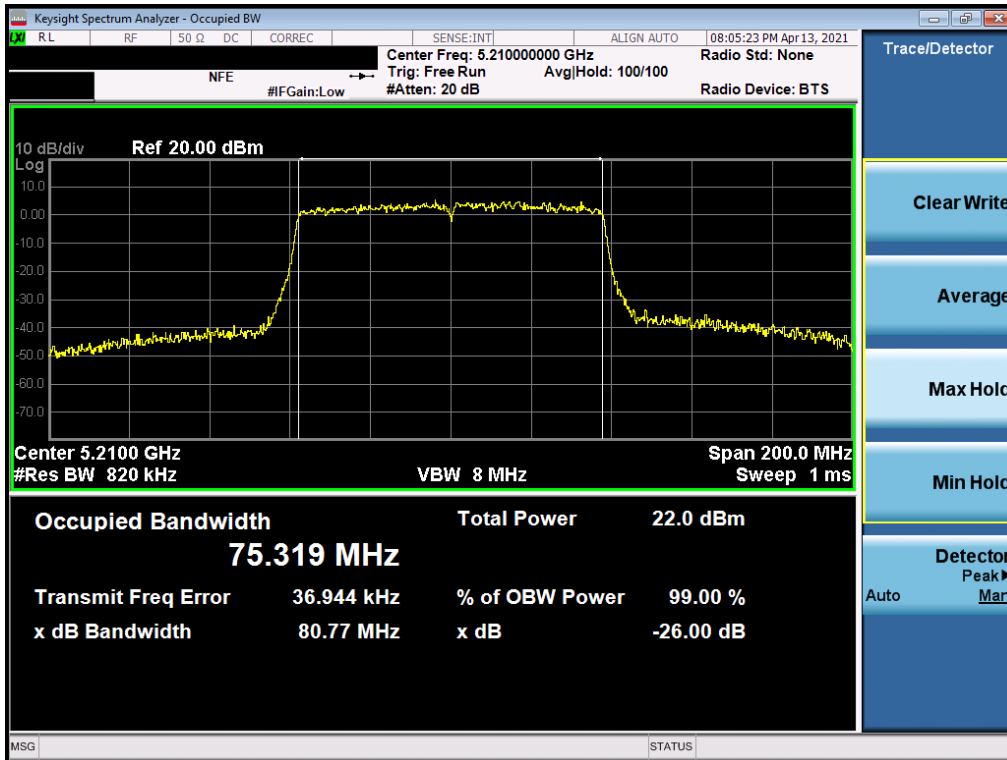 Keysight Spectrum Analyzer - Occupied BW
LXI RL RF 50 Ω DC CORREC SENSE:INT ALIGN AUTO 08:05:23 PM Apr 13, 2021
Center Freq: 5.210000000 GHz Radio Std: None
NFE Trig: Free Run Avg|Hold: 100/100
#IFGain:Low #Atten: 20 dB Radio Device: BTS
Trace/Detector
10 dB/div Ref 20.00 dBm
Log
10.0
0.00
-10.0
-20.0
-30.0
-40.0
-50.0
-60.0
-70.0
Center 5.2100 GHz Span 200.0 MHz
#Res BW 820 kHz VBW 8 MHz Sweep 1 ms
Occupied Bandwidth Total Power 22.0 dBm
75.319 MHz
Transmit Freq Error 36.944 kHz % of OBW Power 99.00 %
x dB Bandwidth 80.77 MHz x dB -26.00 dB
Clear Write
Average
Max Hold
Min Hold
Detector
Peak
Auto Man
MSG STATUS